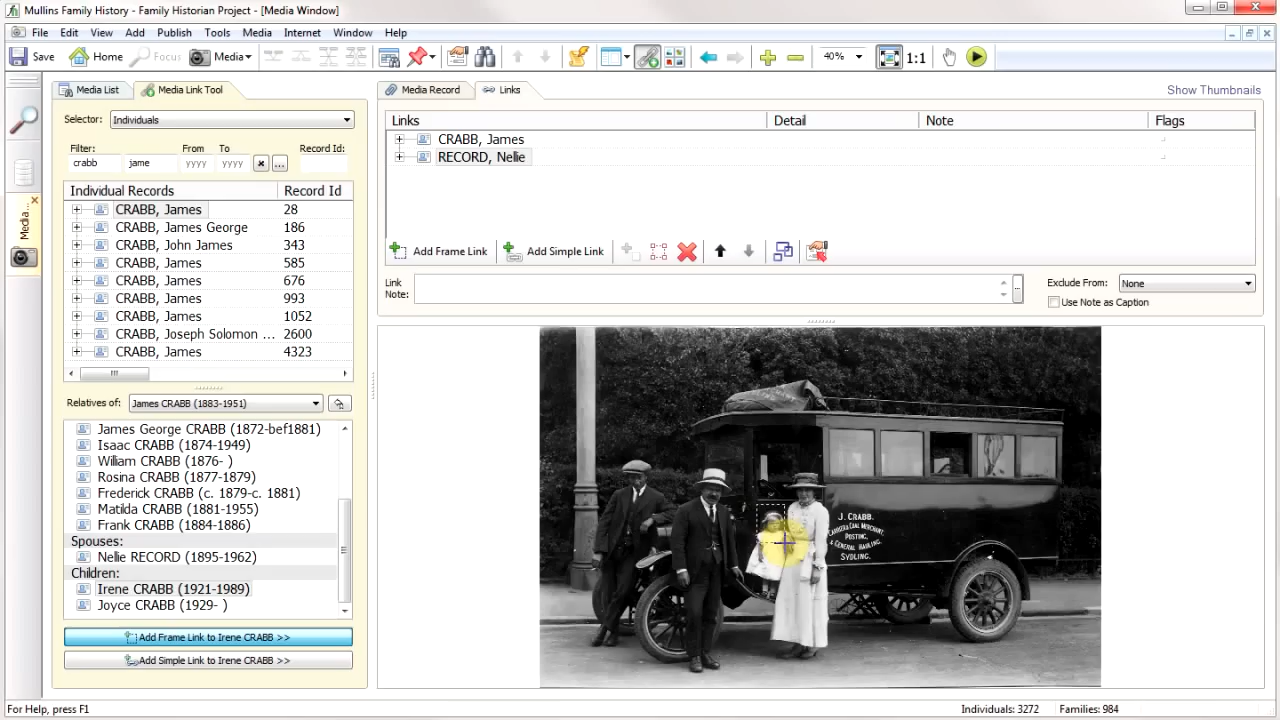 Mullins Family History - Family Historian Project - [Media Window]
File Edit View Add Publish Tools Media Internet Window Help
Save Home Focus Media 40% 1:1
Media List Media Link Tool
Selector: Individuals
Filter: From To Record Id:
crabb jame yyyy yyyy x ...
Individual Records Record Id
CRABB, James 28
CRABB, James George 186
CRABB, John James 343
CRABB, James 585
CRABB, James 676
CRABB, James 993
CRABB, James 1052
CRABB, Joseph Solomon ... 2600
CRABB, James 4323
Relatives of: James CRABB (1883-1951)
James George CRABB (1872-bef1881)
Isaac CRABB (1874-1949)
Wiliam CRABB (1876- )
Rosina CRABB (1877-1879)
Frederick CRABB (c. 1879-c. 1881)
Matilda CRABB (1881-1955)
Frank CRABB (1884-1886)
Spouses:
Nellie RECORD (1895-1962)
Children:
Irene CRABB (1921-1989)
Joyce CRABB (1929- )
Add Frame Link to Irene CRABB >>
Add Simple Link to Irene CRABB >>
Media...
Media Record Links Show Thumbnails
Links Detail Note Flags
CRABB, James
RECORD, Nellie
Add Frame Link Add Simple Link
Link Note: ...
Exclude From: None
Use Note as Caption
J. CRABB.
CARRIER COAL MERCHANT,
POSTING,
& GENERAL HAULING,
SYDLING.
For Help, press F1 Individuals: 3272 Families: 984